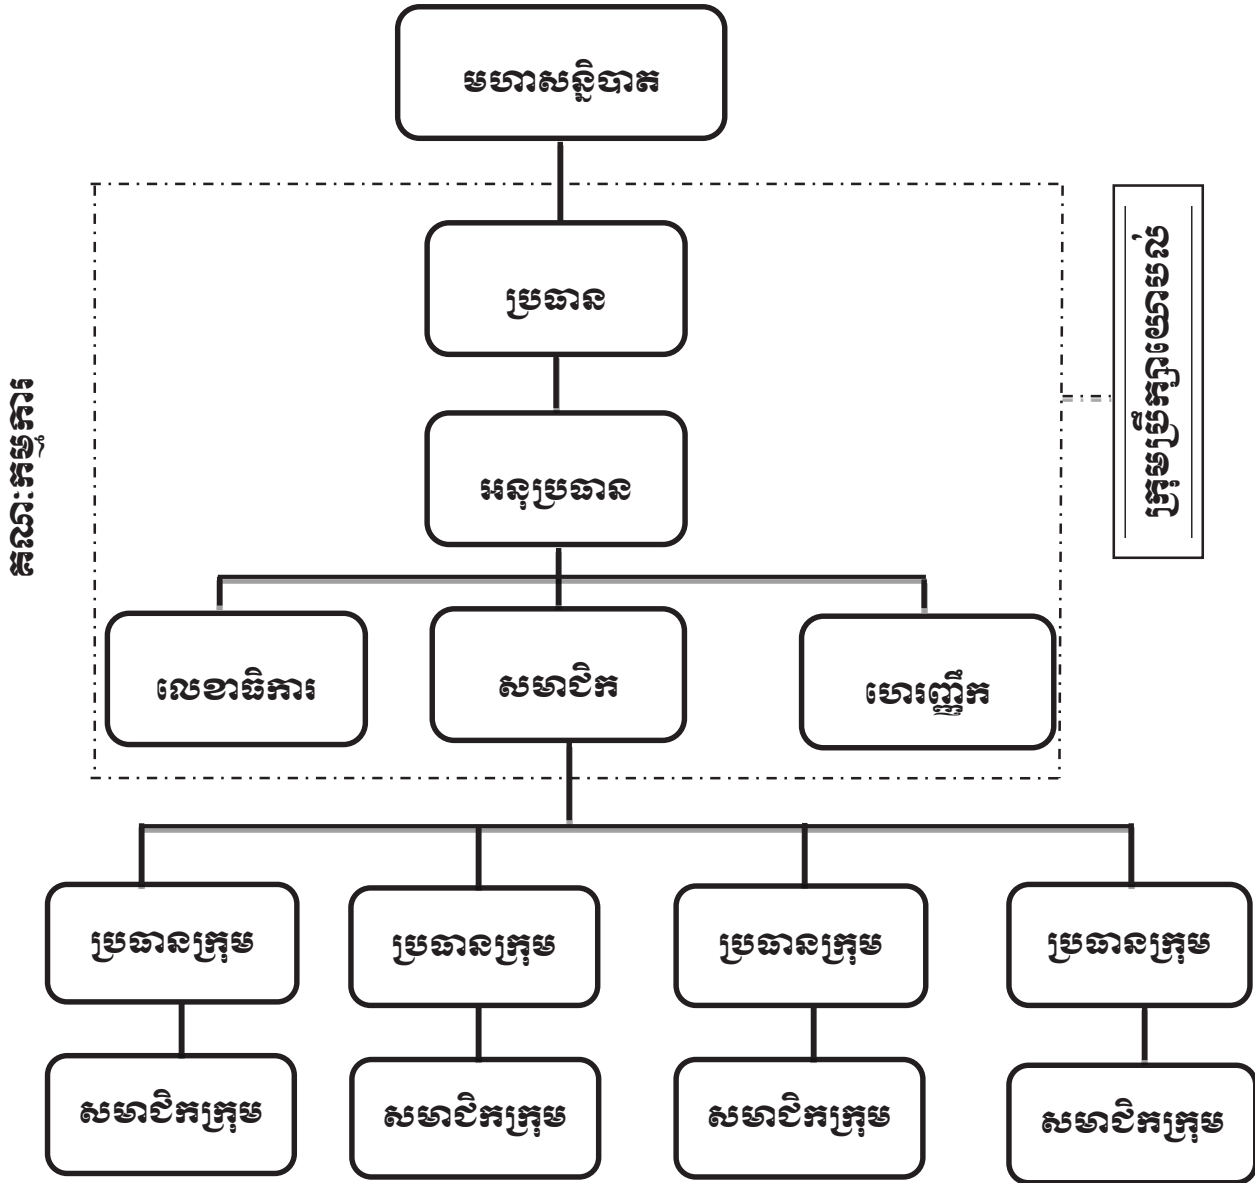 មហាសន្និបាត
ប្រធាន
អនុប្រធាន
គណៈកម្មការ
ក្រុមប្រឹក្សាយោបល់
លេខាធិការ
សមាជិក
ហេរញ្ញឹក
ប្រធានក្រុម
ប្រធានក្រុម
ប្រធានក្រុម
ប្រធានក្រុម
សមាជិកក្រុម
សមាជិកក្រុម
សមាជិកក្រុម
សមាជិកក្រុម